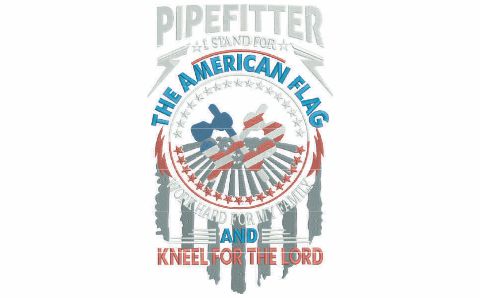 PIPEFITTER
I STAND FOR
THE AMERICAN FLAG
WORK HARD FOR MY FAMILY
AND
KNEEL FOR THE LORD